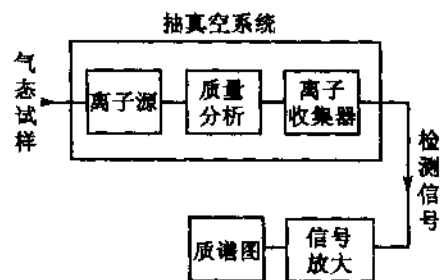 抽真空系统
气态试样
离子源
质量
分析
离子
收集器
检测信号
信号
放大
质谱图